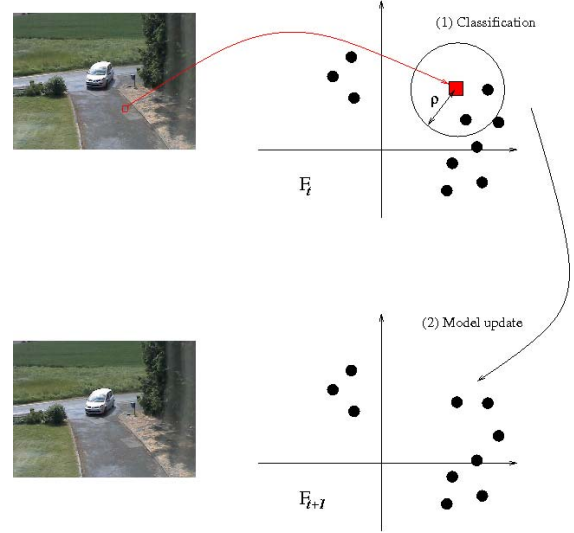 (1) Classification
ρ
F_t
(2) Model update
F_{t+1}